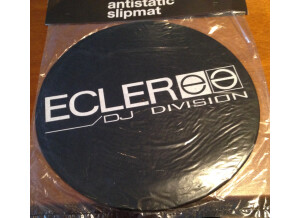 antistatic
slipmat
ECLER
DJ DIVISION